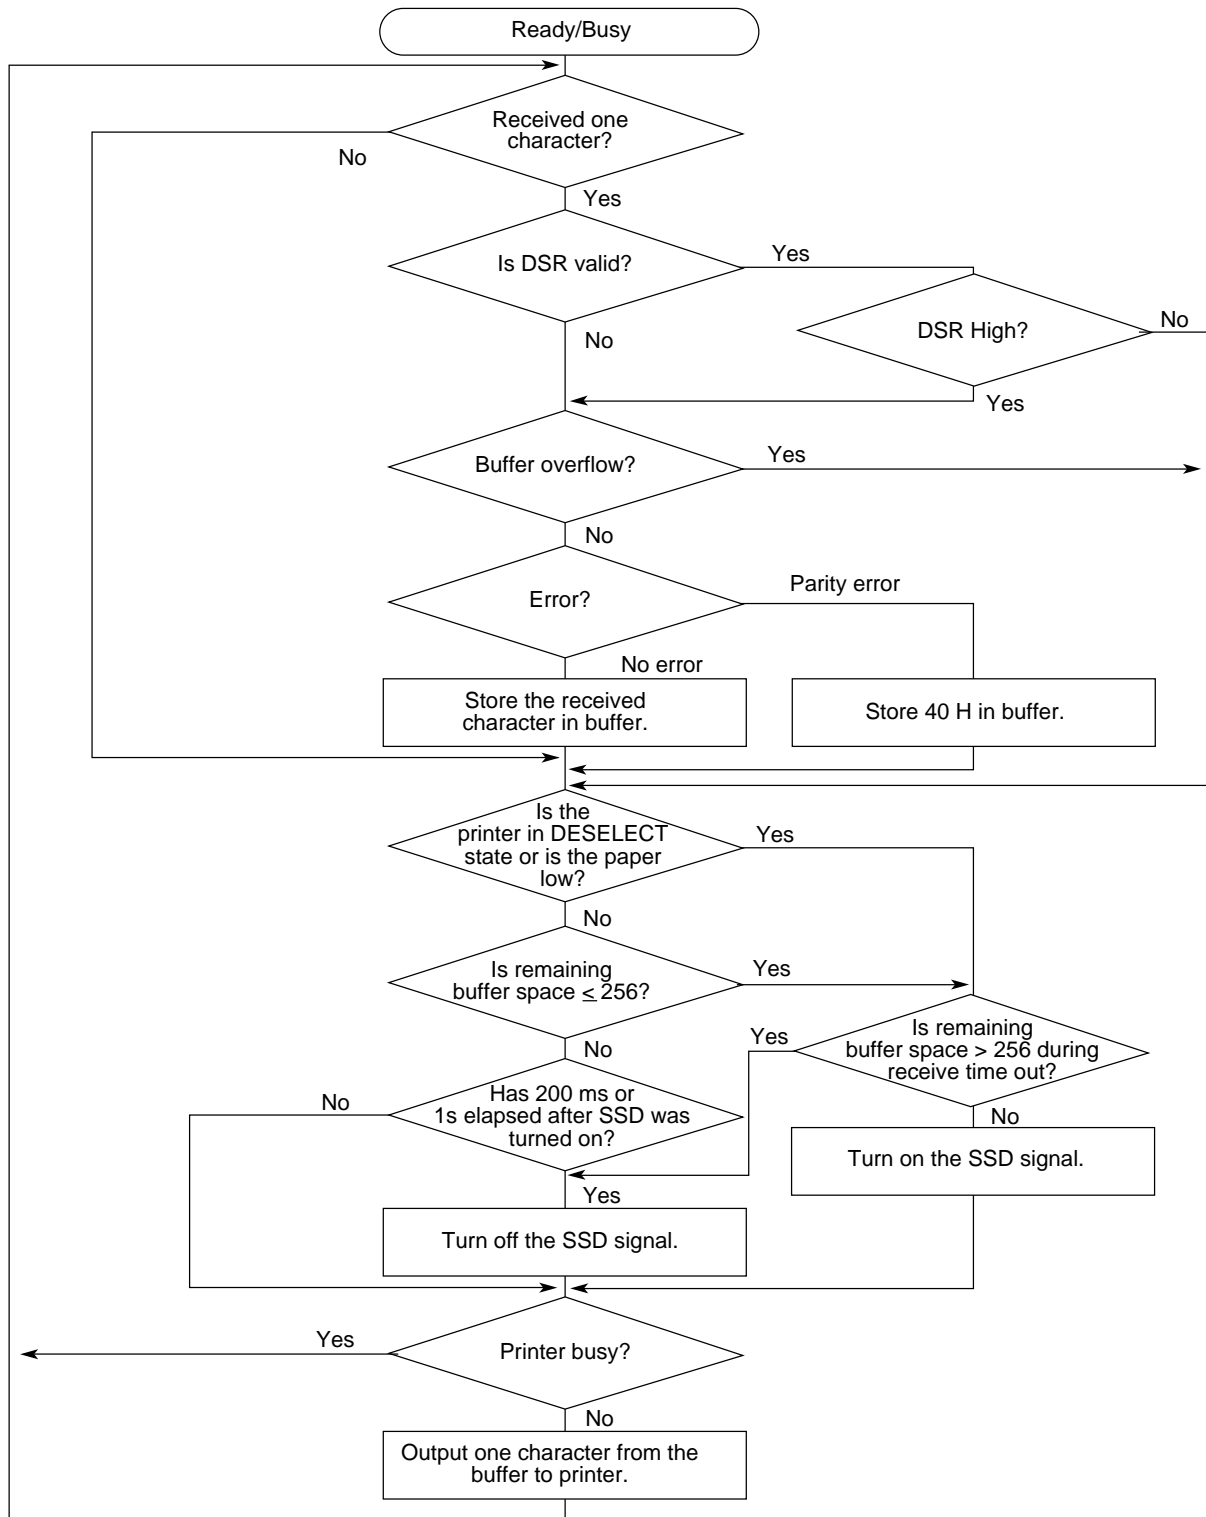 Ready/Busy
Received one
character?
No
Yes
Is DSR valid?
Yes
DSR High?
No
No
Yes
Buffer overflow?
Yes
No
Error?
Parity error
No error
Store the received
character in buffer.
Store 40 H in buffer.
Is the
printer in DESELECT
state or is the paper
low?
Yes
No
Is remaining
buffer space ≤ 256?
Yes
Is remaining
buffer space > 256 during
receive time out?
Yes
No
No
Has 200 ms or
1s elapsed after SSD was
turned on?
No
Turn on the SSD signal.
Yes
Turn off the SSD signal.
Printer busy?
Yes
No
Output one character from the
buffer to printer.